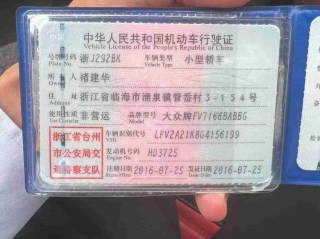 中华人民共和国机动车行驶证
Vehicle License of the People's Republic of China
号牌号码 浙J292BX 车辆类型 小型轿车
Plate No. Vehicle Type
所有人 褚建华
Owner
住址 浙江省临海市涌泉镇管岙村3-154号
Address
使用性质 非营运 品牌型号 大众牌FV7166BABBG
Use Character Model
浙江省台州市公安局交通警察支队
车辆识别代号 LFV2A21K8G4156199
VIN
发动机号码 HD3725
Engine No.
注册日期 2016-07-25 发证日期 2016-07-25
Register Date Issue Date